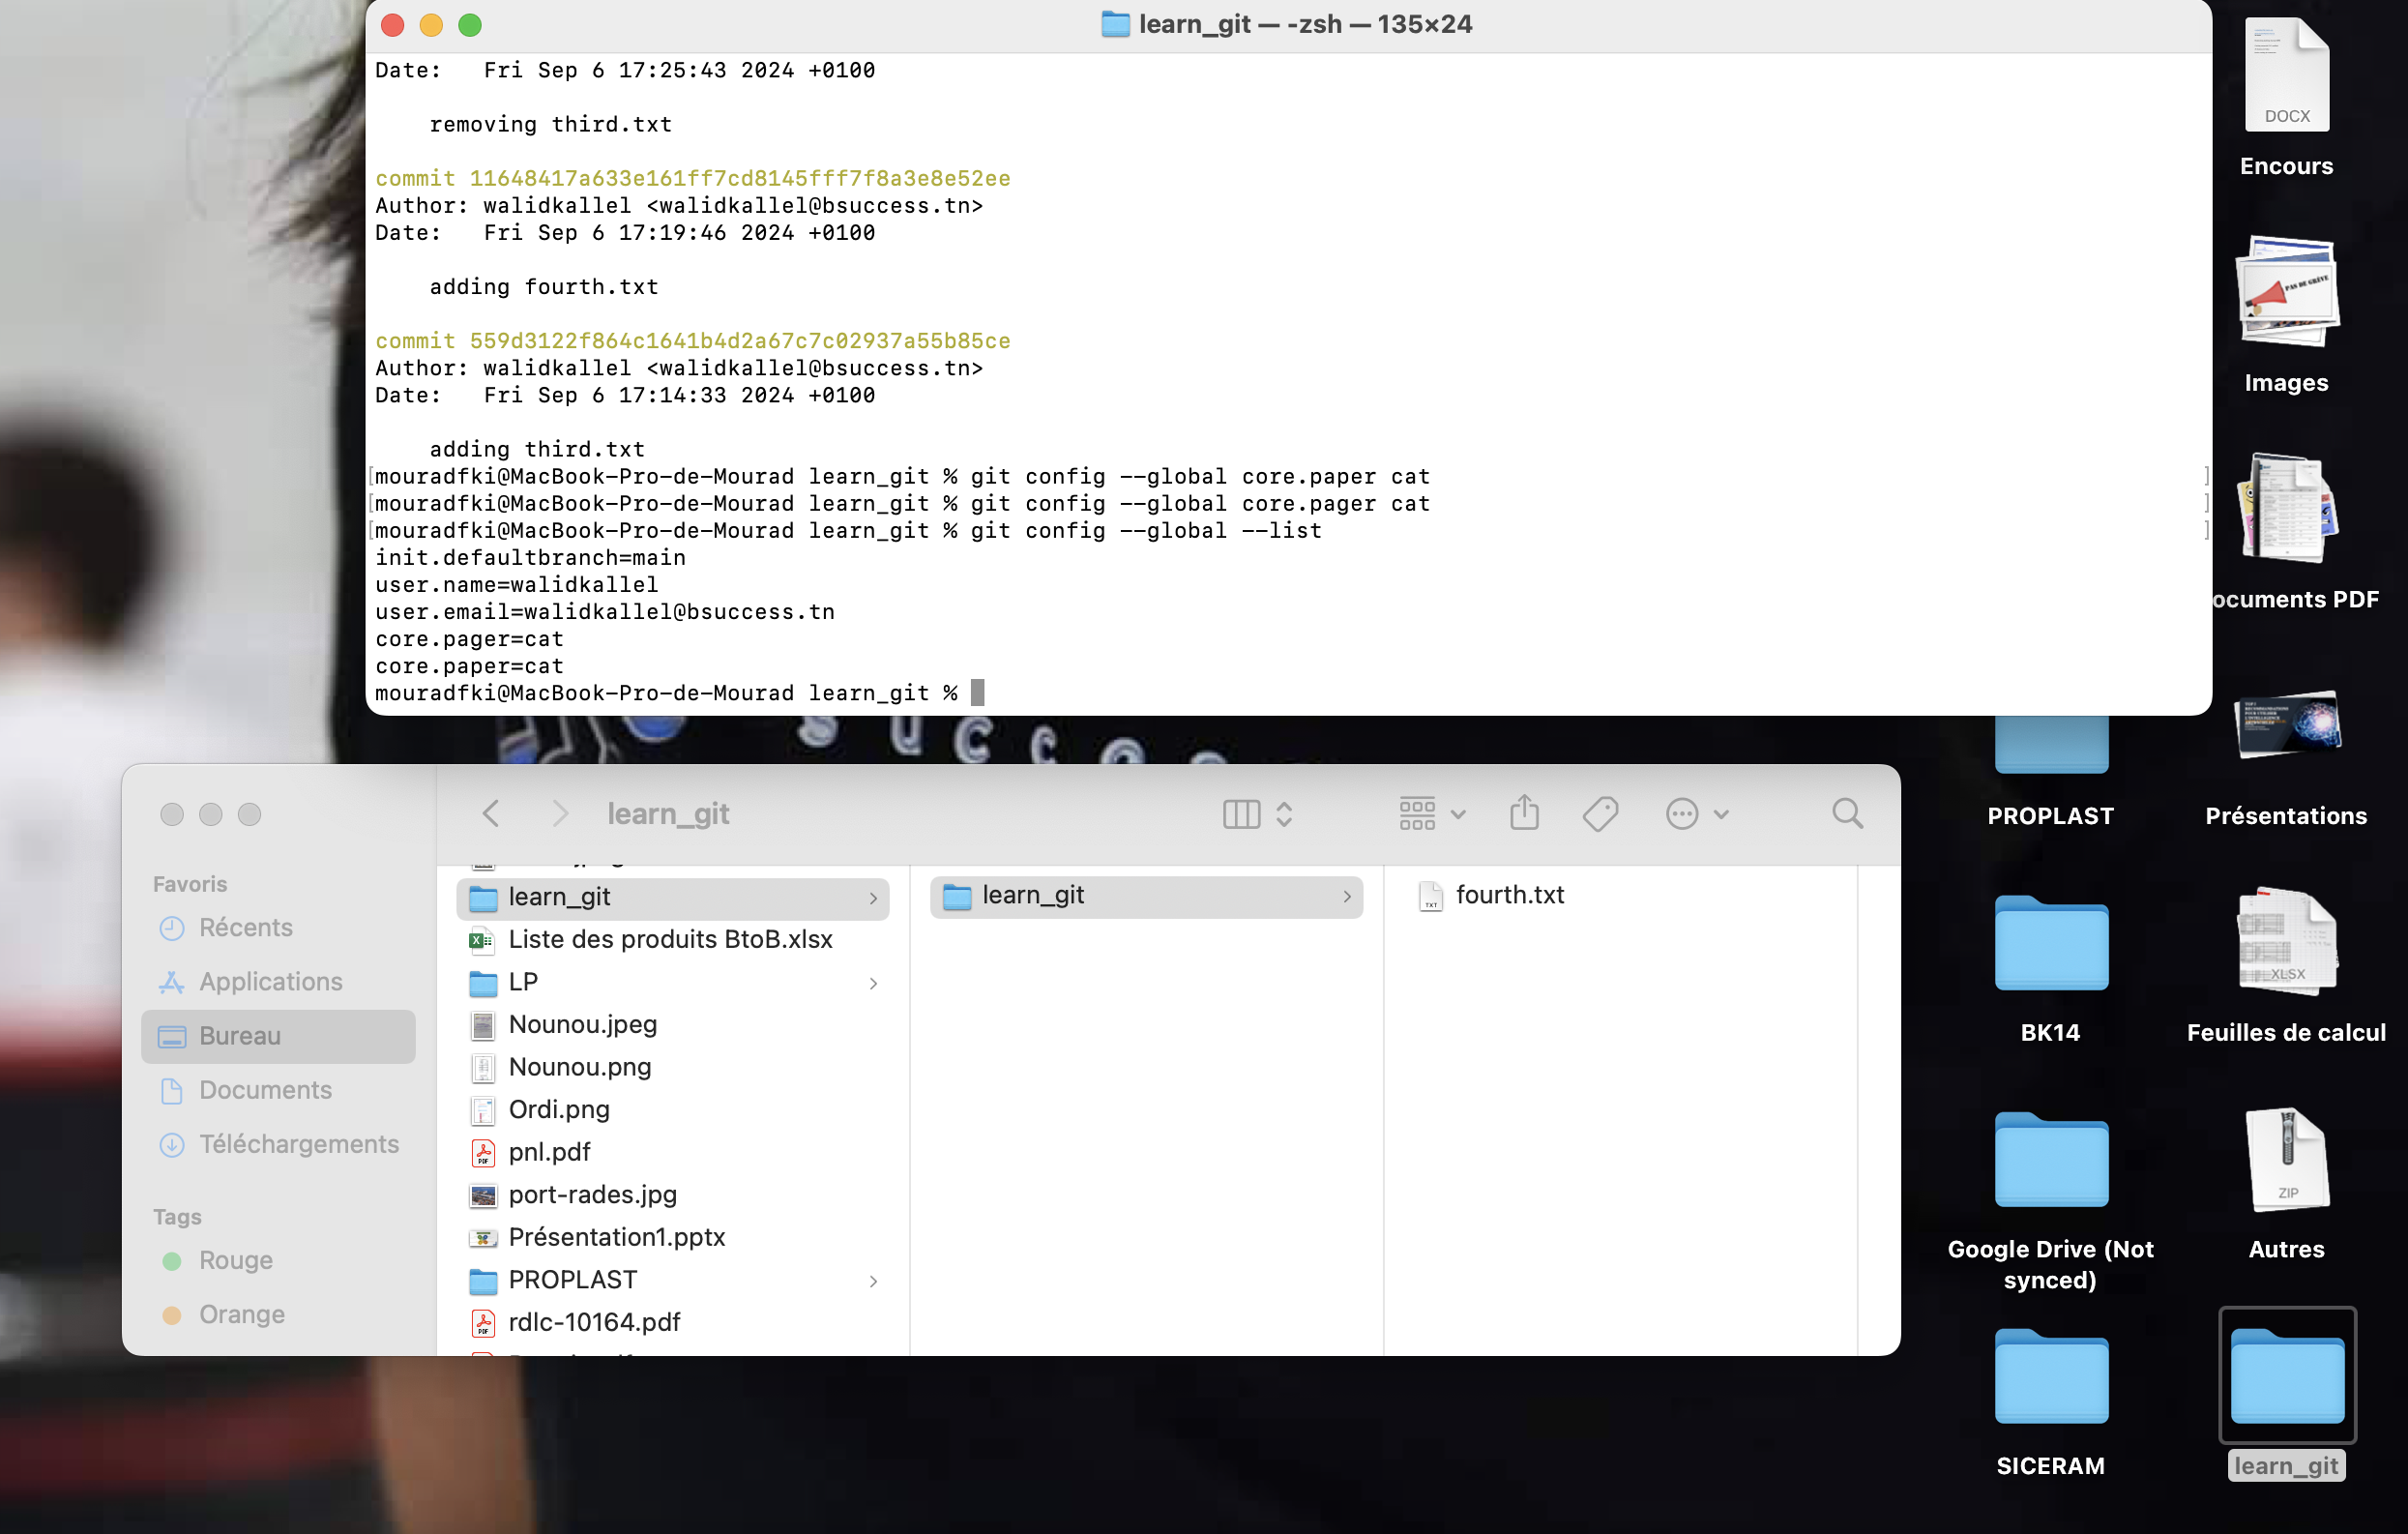 learn_git — -zsh — 135×24
Date:   Fri Sep 6 17:25:43 2024 +0100
    removing third.txt
commit 11648417a633e161ff7cd8145fff7f8a3e8e52ee
Author: walidkallel <walidkallel@bsuccess.tn>
Date:   Fri Sep 6 17:19:46 2024 +0100
    adding fourth.txt
commit 559d3122f864c1641b4d2a67c7c02937a55b85ce
Author: walidkallel <walidkallel@bsuccess.tn>
Date:   Fri Sep 6 17:14:33 2024 +0100
    adding third.txt
[mouradfki@MacBook-Pro-de-Mourad learn_git % git config --global core.paper cat ]
[mouradfki@MacBook-Pro-de-Mourad learn_git % git config --global core.pager cat ]
[mouradfki@MacBook-Pro-de-Mourad learn_git % git config --global --list ]
init.defaultbranch=main
user.name=walidkallel
user.email=walidkallel@bsuccess.tn
core.pager=cat
core.paper=cat
mouradfki@MacBook-Pro-de-Mourad learn_git %
learn_git
Favoris
Récents
Applications
Bureau
Documents
Téléchargements
Tags
Rouge
Orange
learn_git
Liste des produits BtoB.xlsx
LP
Nounou.jpeg
Nounou.png
Ordi.png
pnl.pdf
port-rades.jpg
Présentation1.pptx
PROPLAST
rdlc-10164.pdf
learn_git
fourth.txt
DOCX
Encours
PAS DE GRÈVE
Images
ocuments PDF
PROPLAST
Présentations
BK14
XLSX
Feuilles de calcul
Google Drive (Not
synced)
ZIP
Autres
SICERAM
learn_git